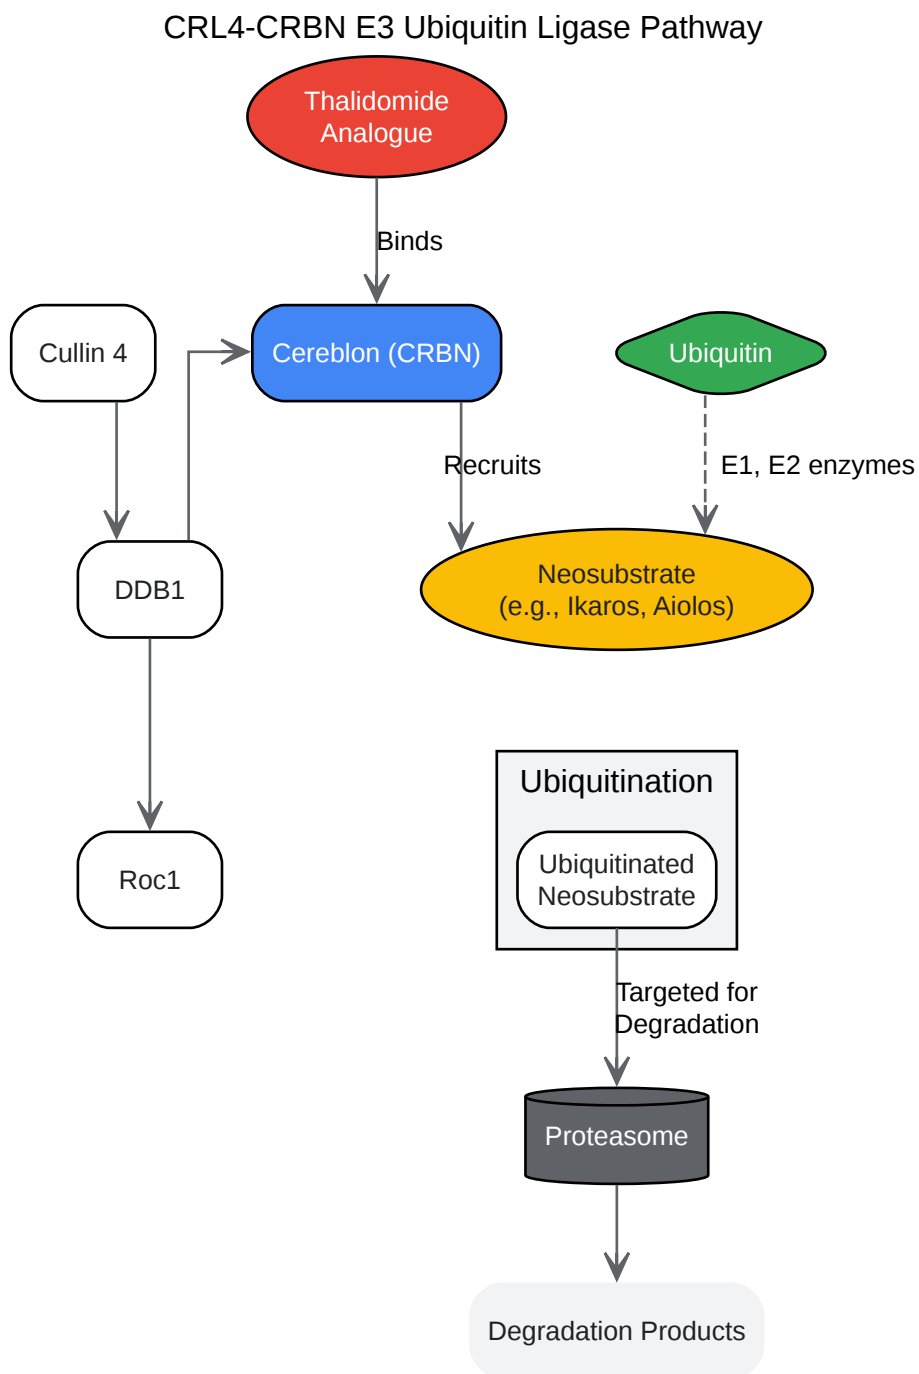 CRL4-CRBN E3 Ubiquitin Ligase Pathway
Thalidomide
Analogue
Binds
Cullin 4
Cereblon (CRBN)
Ubiquitin
Recruits
E1, E2 enzymes
DDB1
Neosubstrate
(e.g., Ikaros, Aiolos)
Ubiquitination
Roc1
Ubiquitinated
Neosubstrate
Targeted for
Degradation
Proteasome
Degradation Products